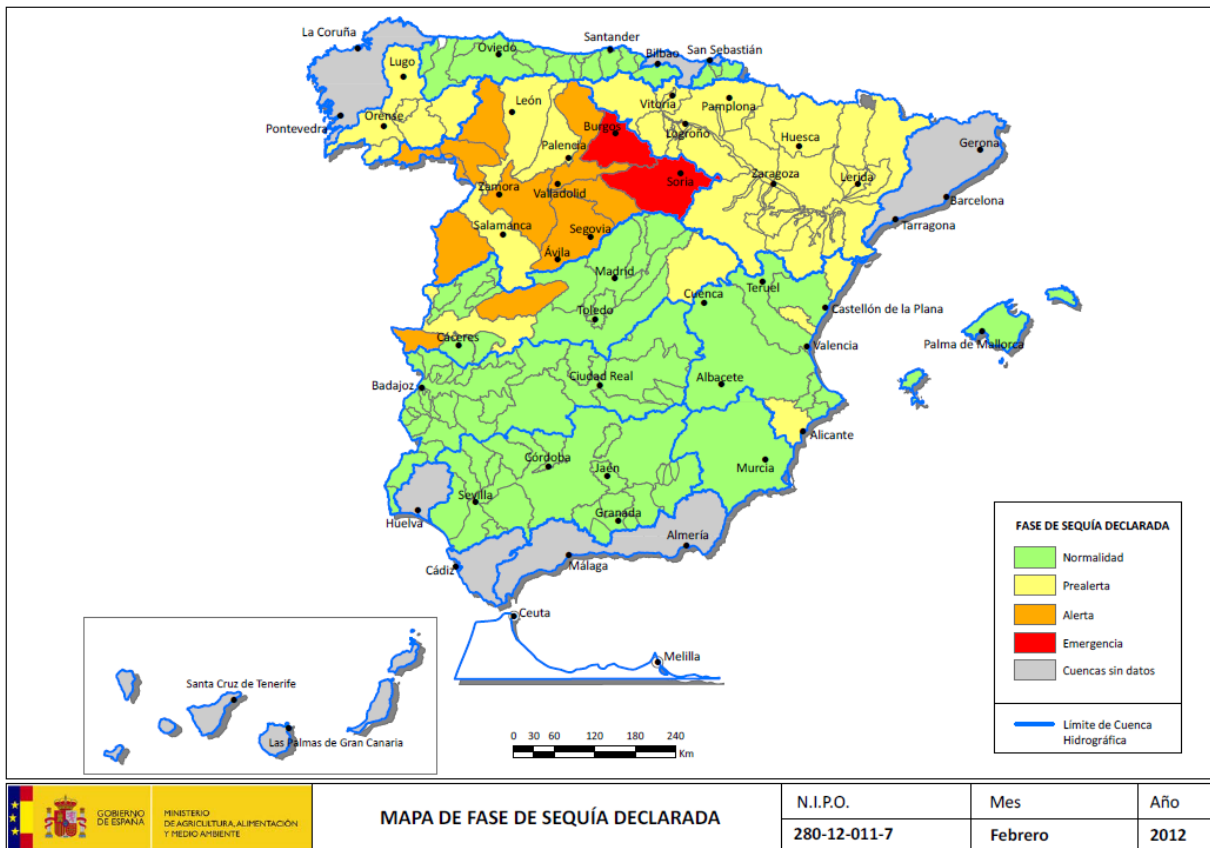 La Coruña
Oviedo
Santander
Bilbao
San Sebastián
Lugo
León
Vitoria
Pamplona
Orense
Burgos
Logroño
Huesca
Pontevedra
Palencia
Gerona
Zamora
Valladolid
Soria
Zaragoza
Lerida
Barcelona
Salamanca
Segovia
Tarragona
Ávila
Madrid
Teruel
Cuenca
Castellón de la Plana
Toledo
Cáceres
Valencia
Palma de Mallorca
Badajoz
Ciudad Real
Albacete
Alicante
Córdoba
Jaén
Murcia
Sevilla
Huelva
Granada
Almería
Cádiz
Málaga
Ceuta
Melilla
Santa Cruz de Tenerife
Las Palmas de Gran Canaria
0 30 60 120 180 240
Km
FASE DE SEQUÍA DECLARADA
Normalidad
Prealerta
Alerta
Emergencia
Cuencas sin datos
Límite de Cuenca
Hidrográfica
GOBIERNO
DE ESPAÑA
MINISTERIO
DE AGRICULTURA, ALIMENTACIÓN
Y MEDIO AMBIENTE
MAPA DE FASE DE SEQUÍA DECLARADA
N.I.P.O. Mes Año
280-12-011-7 Febrero 2012